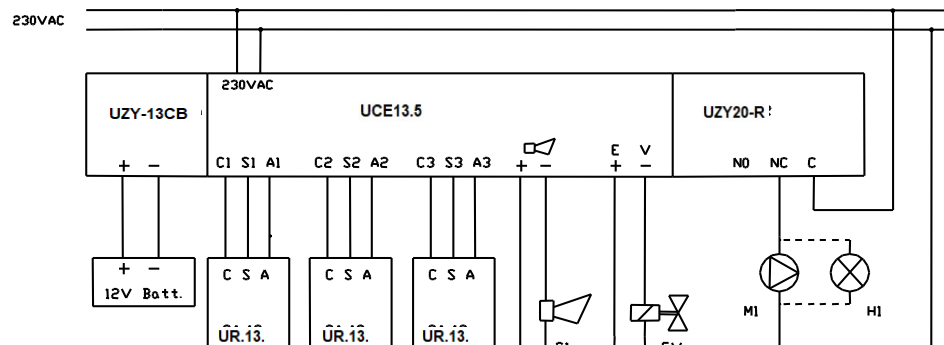 230VAC
230VAC
UZY-13CB
UCE13.5
UZY20-R
+ - C1 S1 A1 C2 S2 A2 C3 S3 A3 + - E + V - NO NC C
+ -
12V Batt.
C S A
C S A
C S A
M1
H1
UR.13.
UR.13.
UR.13.